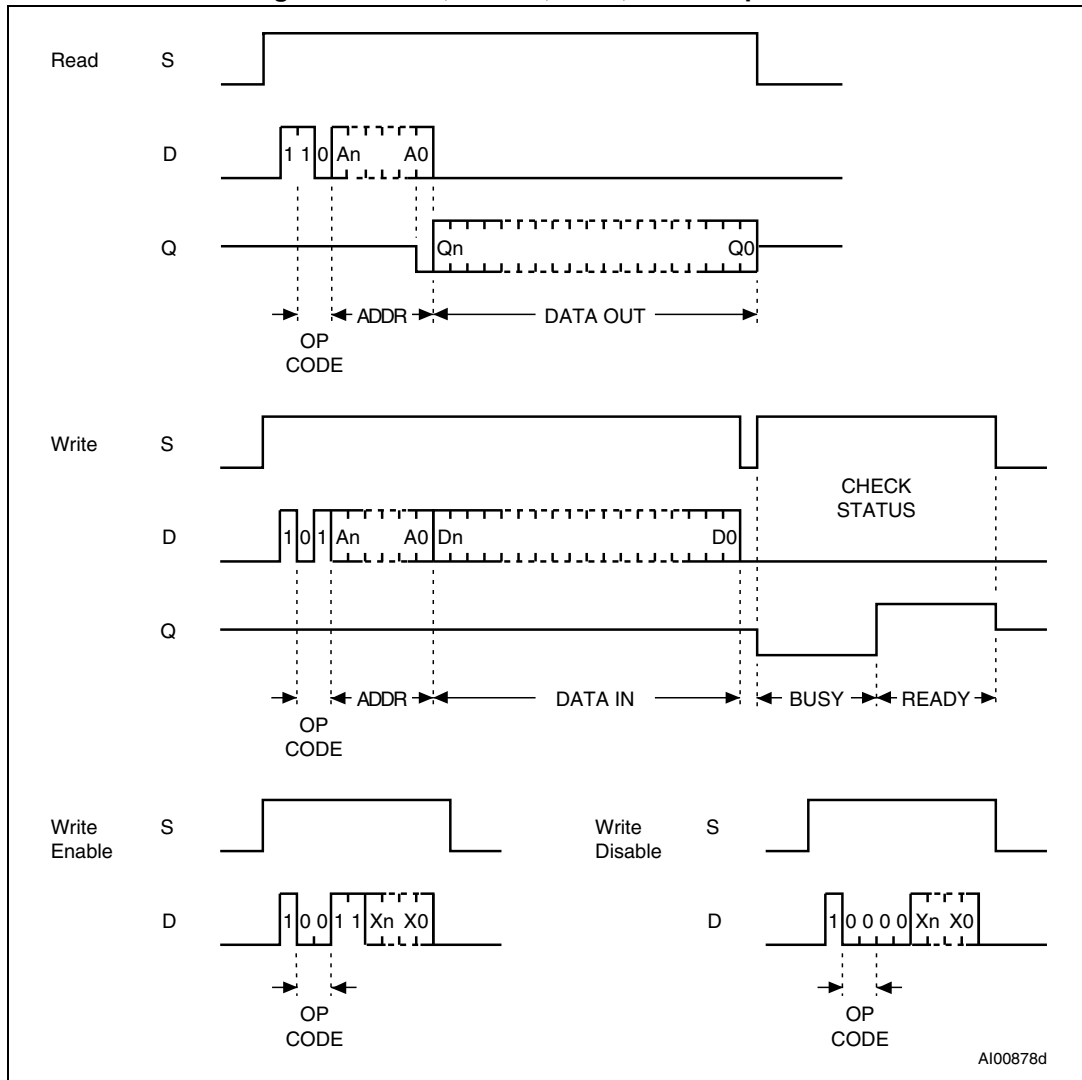 Read S
D 1 1 0 An A0
Q Qn Q0
ADDR DATA OUT
OP
CODE
Write S
CHECK
STATUS
D 1 0 1 An A0 Dn D0
Q
ADDR DATA IN BUSY READY
OP
CODE
Write
Enable
S
D 1 0 0 1 1 Xn X0
OP
CODE
Write
Disable
S
D 1 0 0 0 0 Xn X0
OP
CODE
AI00878d